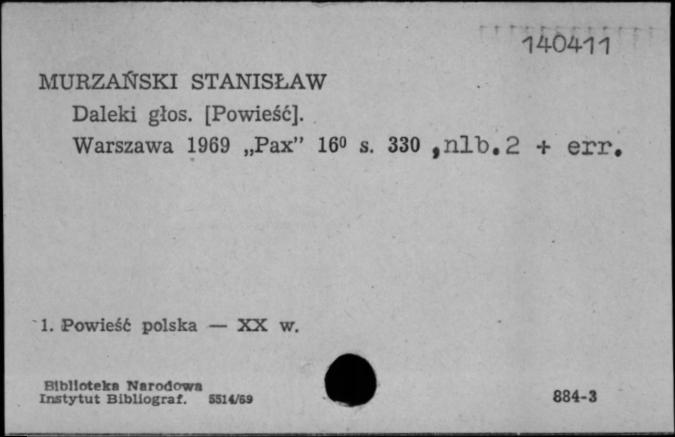 140411
MURZAŃSKI STANISŁAW
Daleki głos. [Powieść].
Warszawa 1969 „Pax” 16⁰ s. 330 ,nlb.2 + err.
1. Powieść polska — XX w.
Biblioteka Narodowa
Instytut Bibliograf. 5514/69
884-3